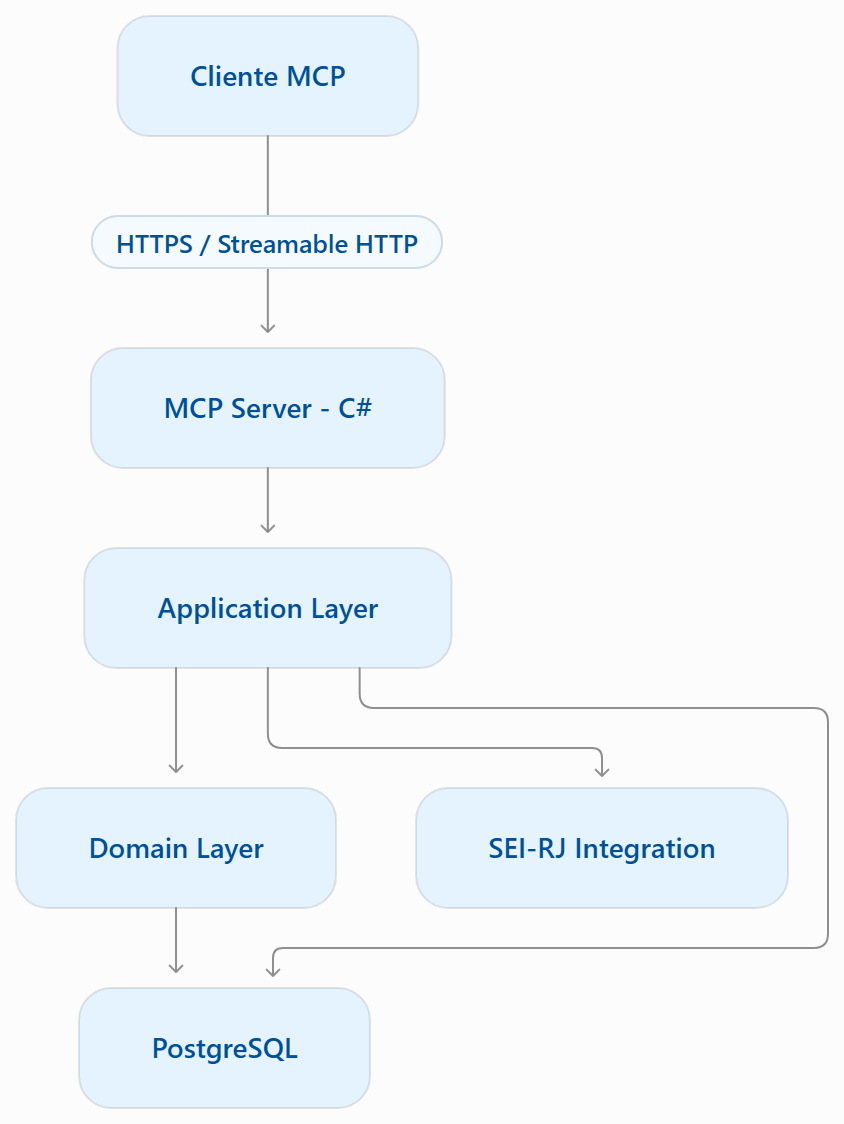 Cliente MCP
HTTPS / Streamable HTTP
MCP Server - C#
Application Layer
Domain Layer
SEI-RJ Integration
PostgreSQL